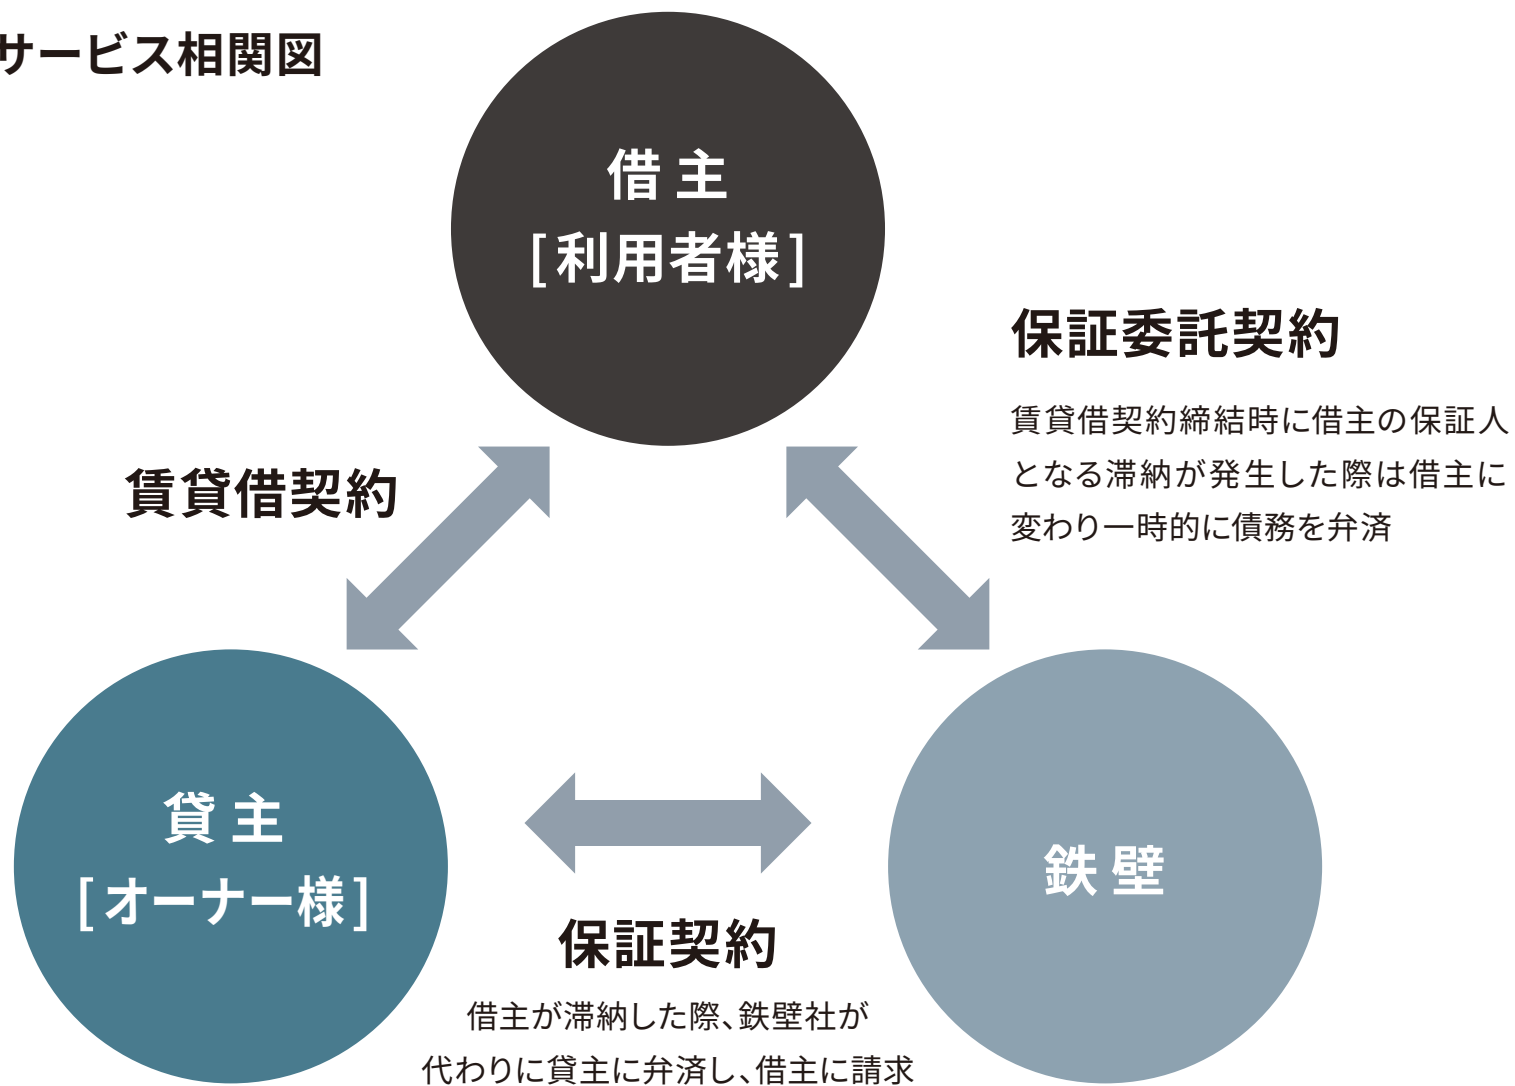 サービス相関図
借主
[利用者様]
保証委託契約
賃貸借契約締結時に借主の保証人
となる滞納が発生した際は借主に
変わり一時的に債務を弁済
賃貸借契約
貸主
[オーナー様]
鉄壁
保証契約
借主が滞納した際、鉄壁社が
代わりに貸主に弁済し、借主に請求